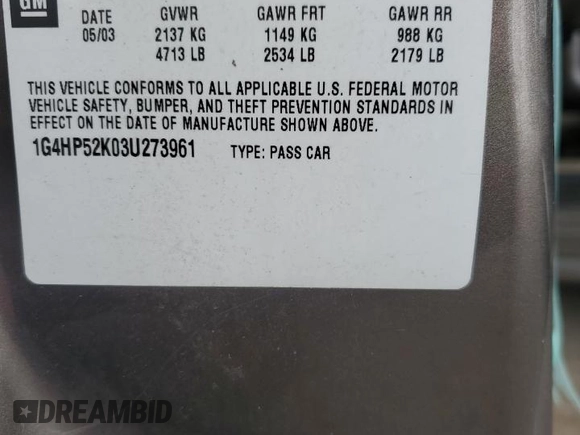 GM
DATE GVWR GAWR FRT GAWR RR
05/03 2137 KG 1149 KG 988 KG
4713 LB 2534 LB 2179 LB
THIS VEHICLE CONFORMS TO ALL APPLICABLE U.S. FEDERAL MOTOR
VEHICLE SAFETY, BUMPER, AND THEFT PREVENTION STANDARDS IN
EFFECT ON THE DATE OF MANUFACTURE SHOWN ABOVE.
1G4HP52K03U273961 TYPE: PASS CAR
DREAMBID